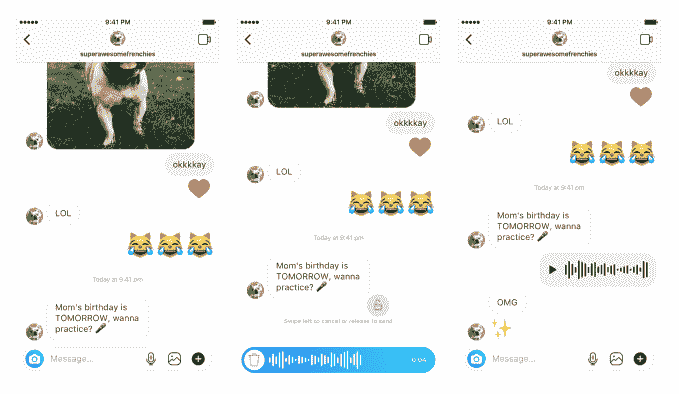 9:41 PM
superawesomefrenchies
okkkkay
LOL
Today at 9:41 pm
Mom's birthday is
TOMORROW, wanna
practice?
Message...
9:41 PM
superawesomefrenchies
okkkkay
LOL
Today at 9:41 pm
Mom's birthday is
TOMORROW, wanna
practice?
Swipe left to cancel or release to send
0:04
9:41 PM
superawesomefrenchies
okkkkay
LOL
Today at 9:41 pm
Mom's birthday is
TOMORROW, wanna
practice?
OMG
Message...